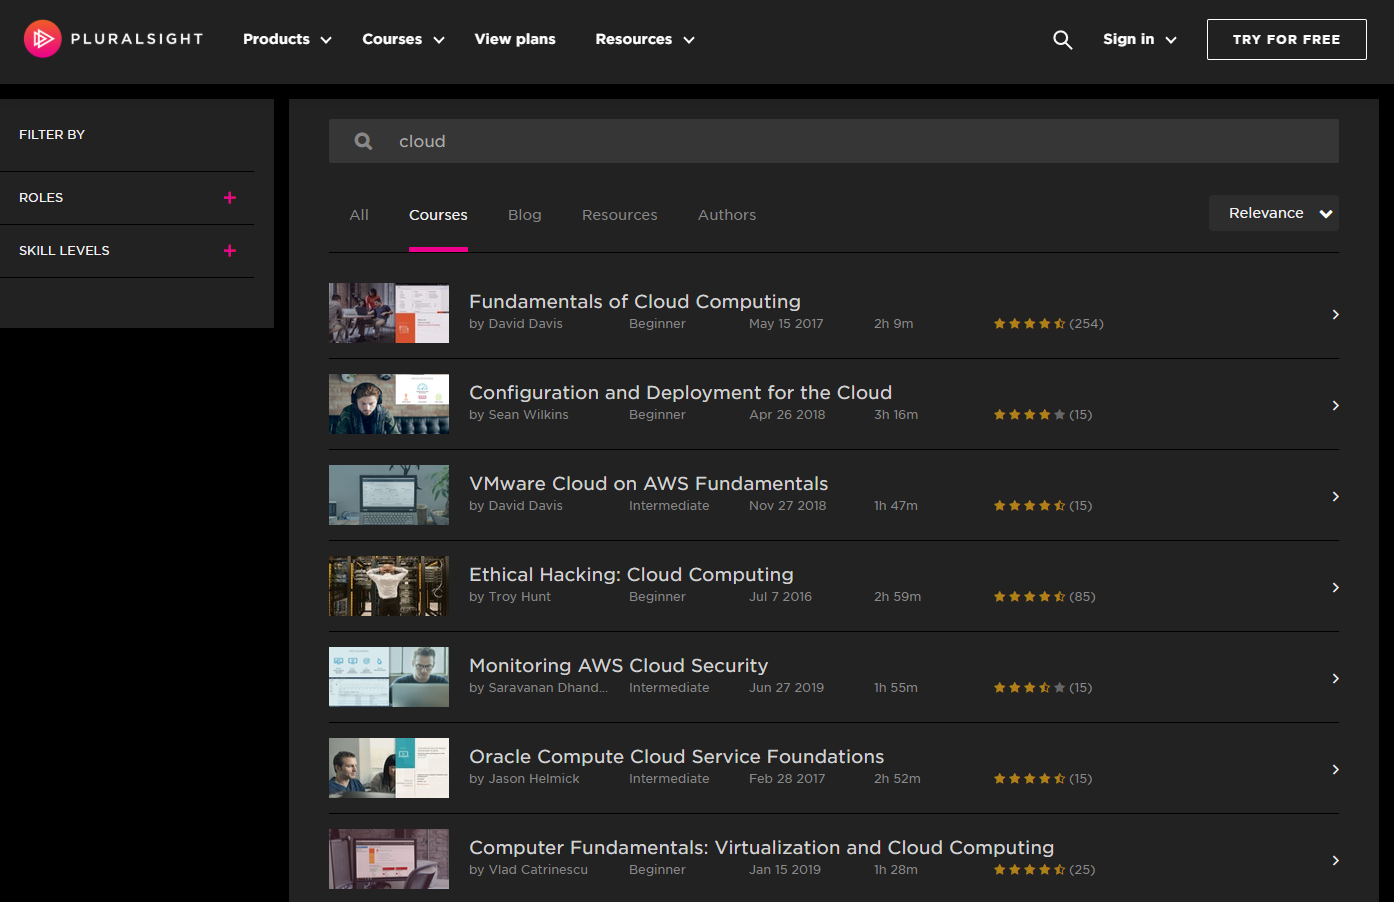 PLURALSIGHT
Products
Courses
View plans
Resources
Sign in
TRY FOR FREE
FILTER BY
ROLES
SKILL LEVELS
cloud
All
Courses
Blog
Resources
Authors
Relevance
Fundamentals of Cloud Computing
by David Davis Beginner May 15 2017 2h 9m (254)
Configuration and Deployment for the Cloud
by Sean Wilkins Beginner Apr 26 2018 3h 16m (15)
VMware Cloud on AWS Fundamentals
by David Davis Intermediate Nov 27 2018 1h 47m (15)
Ethical Hacking: Cloud Computing
by Troy Hunt Beginner Jul 7 2016 2h 59m (85)
Monitoring AWS Cloud Security
by Saravanan Dhand... Intermediate Jun 27 2019 1h 55m (15)
Oracle Compute Cloud Service Foundations
by Jason Helmick Intermediate Feb 28 2017 2h 52m (15)
Computer Fundamentals: Virtualization and Cloud Computing
by Vlad Catrinescu Beginner Jan 15 2019 1h 28m (25)